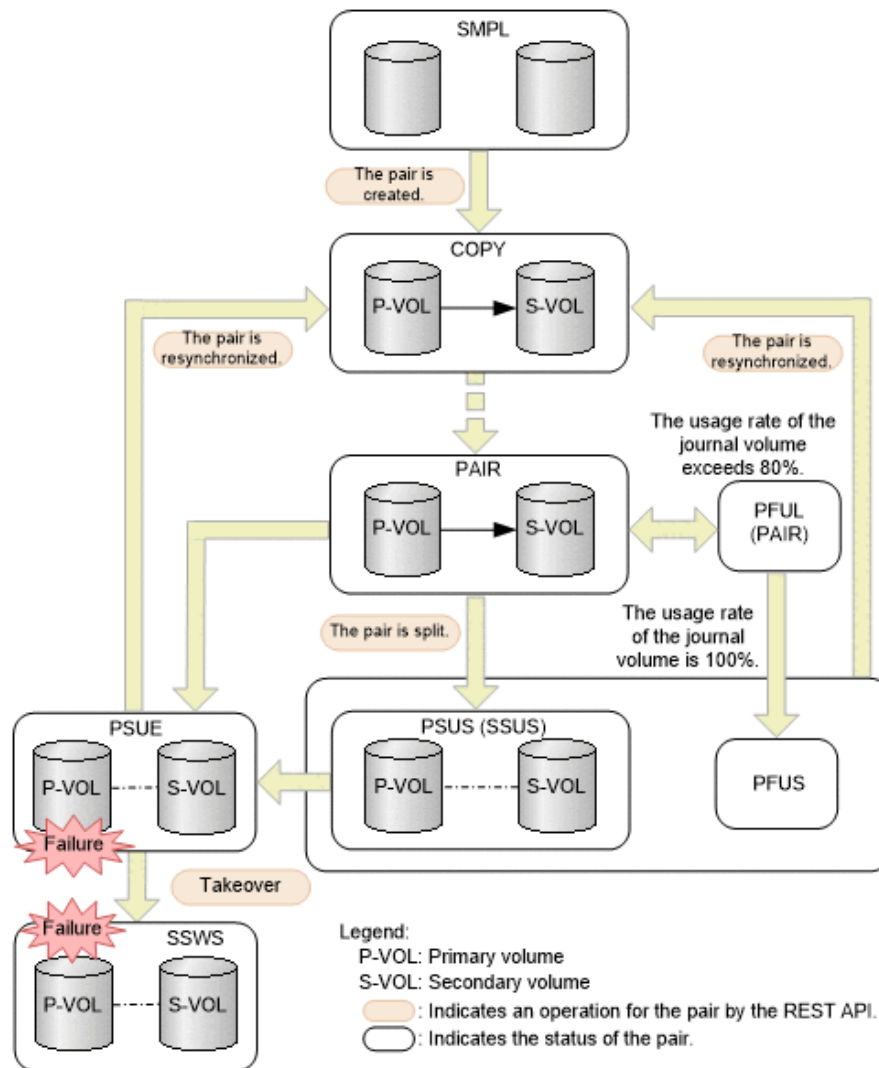 SMPL
The pair is
created.
COPY
P-VOL
S-VOL
The pair is
resynchronized.
The pair is
resynchronized.
The usage rate of the
journal volume
exceeds 80%.
PAIR
P-VOL
S-VOL
PFUL
(PAIR)
The pair is split.
The usage rate
of the journal
volume is 100%.
PSUE
P-VOL
S-VOL
Failure
PSUS (SSUS)
P-VOL
S-VOL
PFUS
Takeover
Failure
SSWS
P-VOL
S-VOL
Legend:
P-VOL: Primary volume
S-VOL: Secondary volume
: Indicates an operation for the pair by the REST API.
: Indicates the status of the pair.